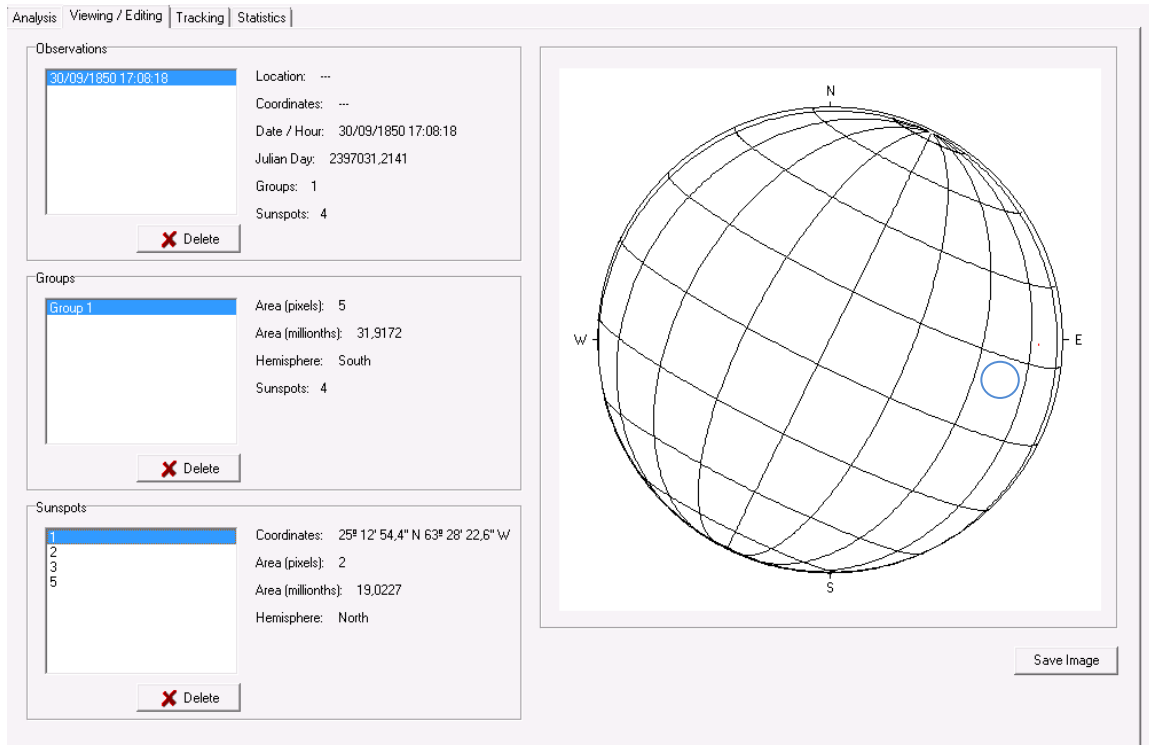 Analysis Viewing / Editing Tracking Statistics
Observations
30/09/1850 17:08:18
Location: ---
Coordinates: ---
Date / Hour: 30/09/1850 17:08:18
Julian Day: 2397031,2141
Groups: 1
Sunspots: 4
Delete
Groups
Group 1
Area (pixels): 5
Area (millionths): 31,9172
Hemisphere: South
Sunspots: 4
Delete
Sunspots
1
2
3
5
Coordinates: 25º 12' 54,4" N 63º 28' 22,6" W
Area (pixels): 2
Area (millionths): 19,0227
Hemisphere: North
Delete
N
W
E
S
Save Image